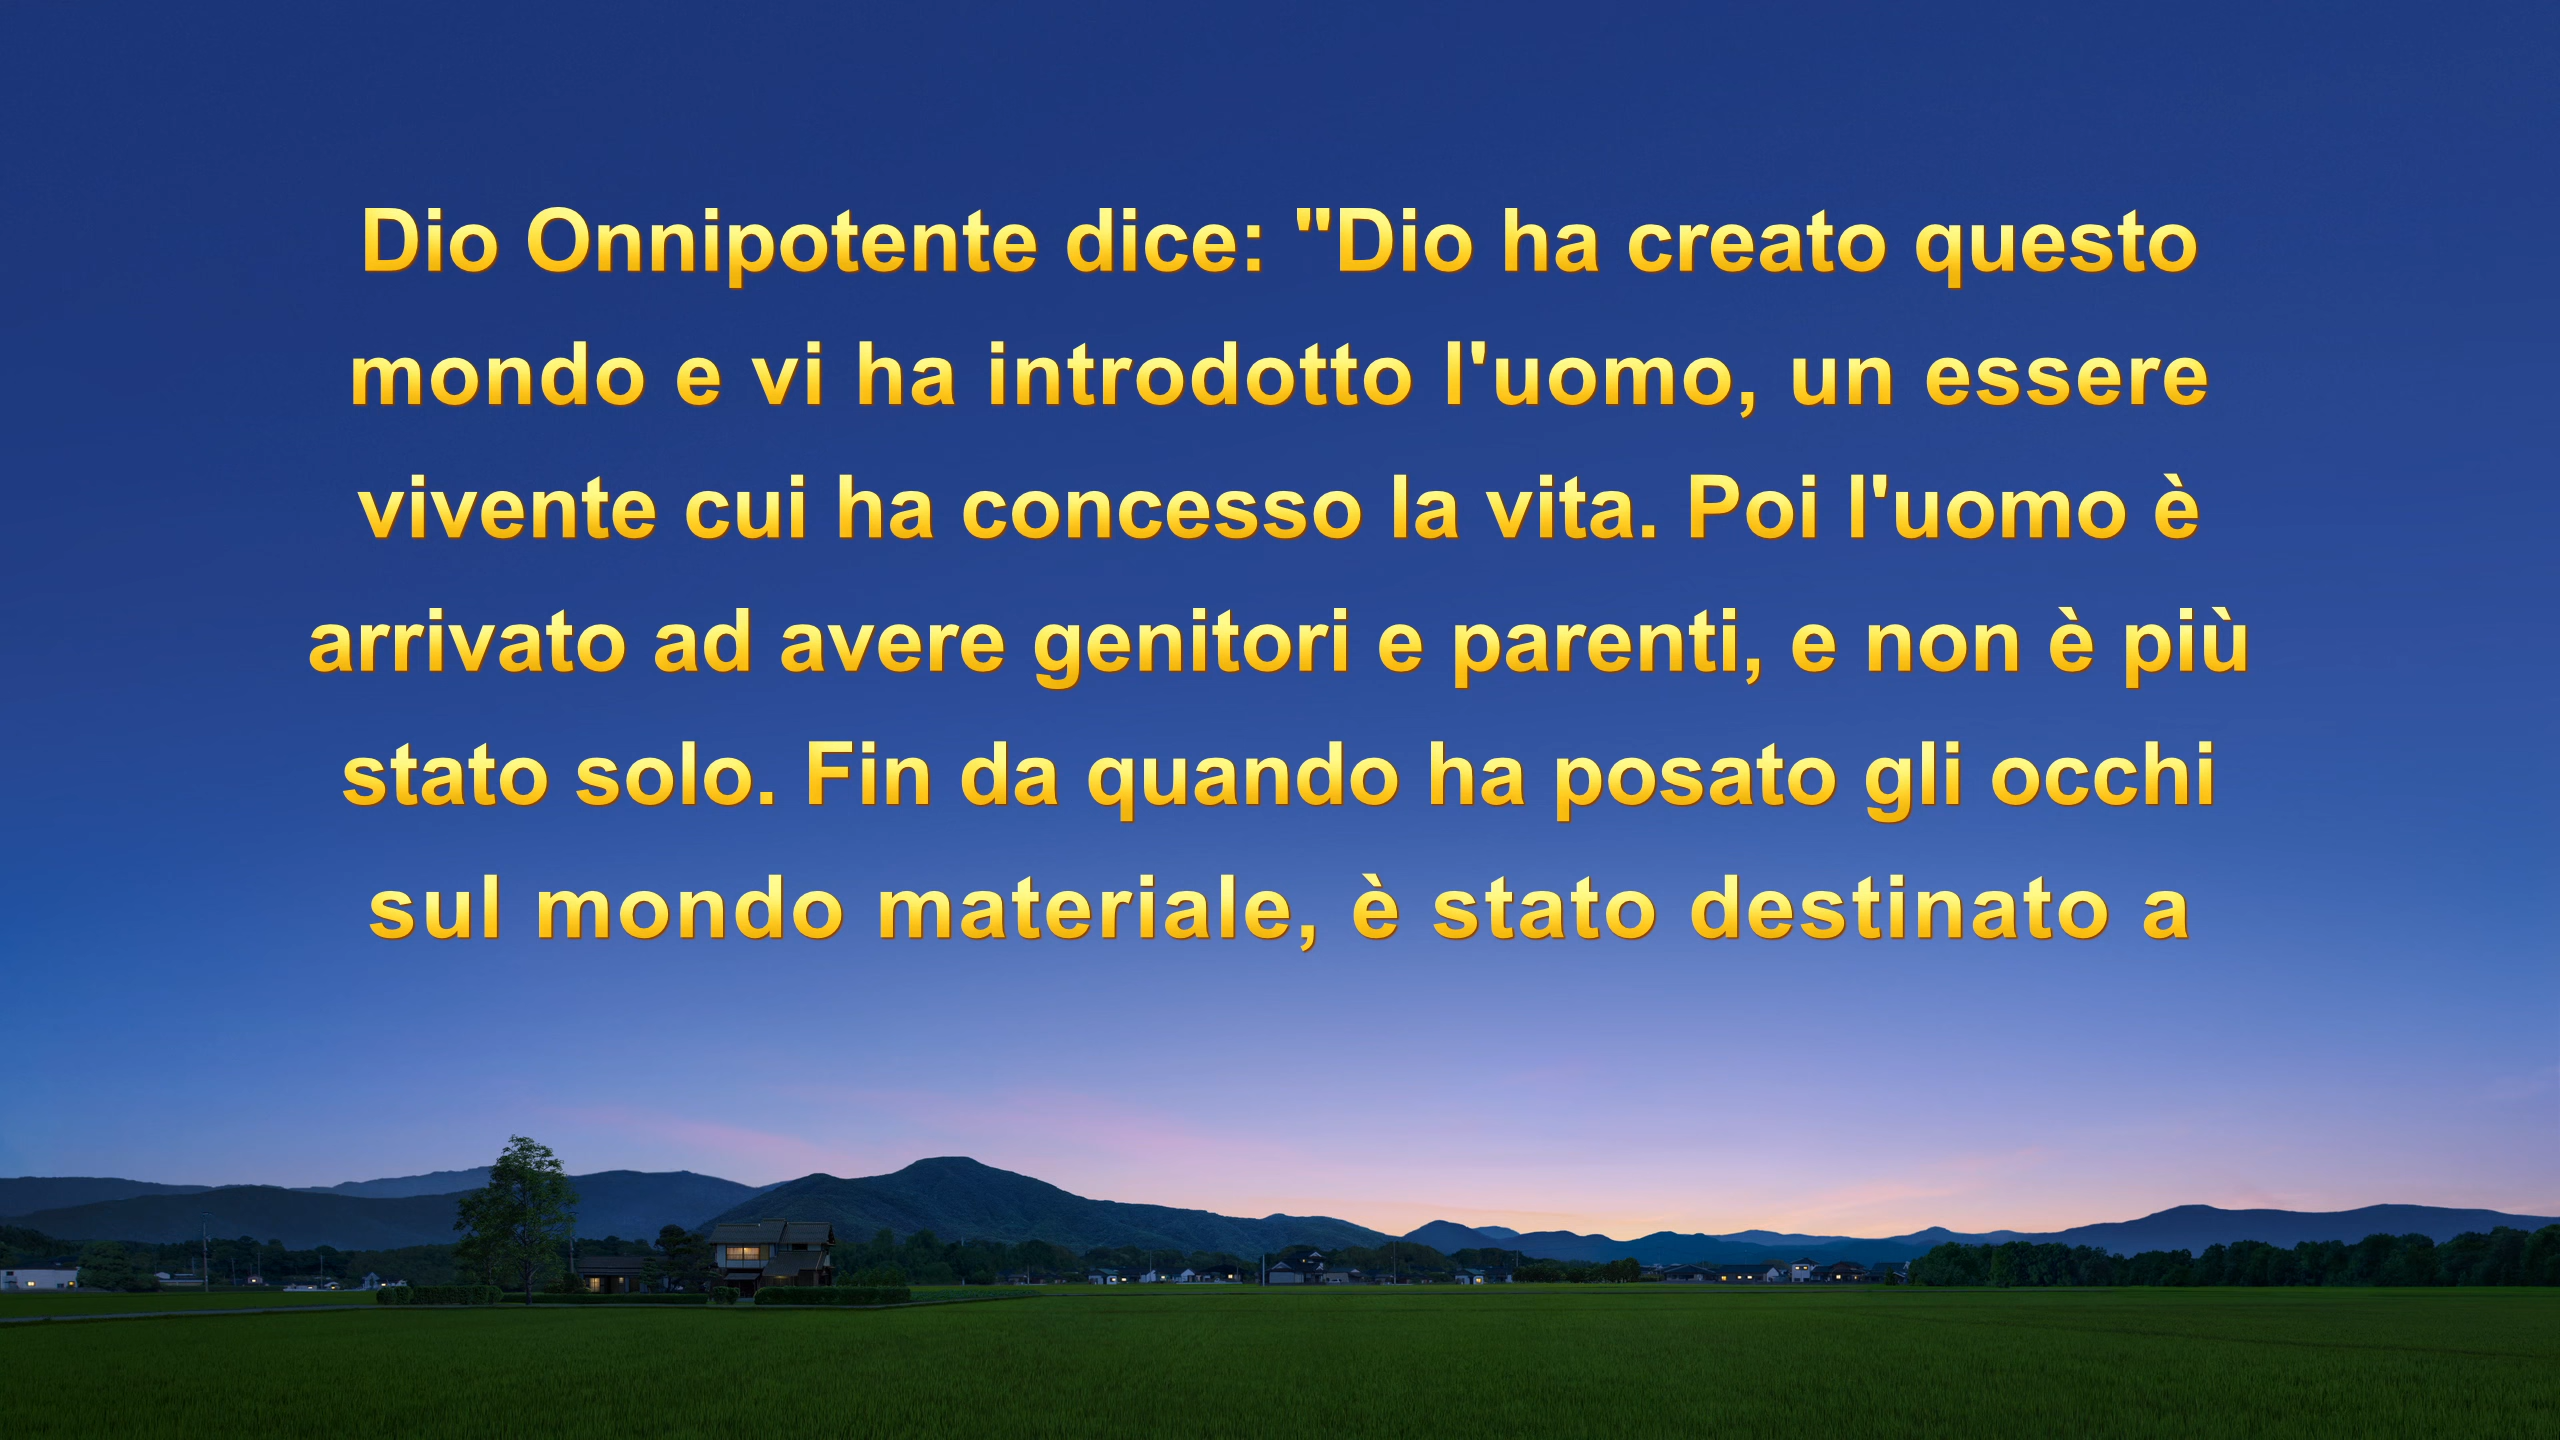 Dio Onnipotente dice: "Dio ha creato questo
mondo e vi ha introdotto l'uomo, un essere
vivente cui ha concesso la vita. Poi l'uomo è
arrivato ad avere genitori e parenti, e non è più
stato solo. Fin da quando ha posato gli occhi
sul mondo materiale, è stato destinato a